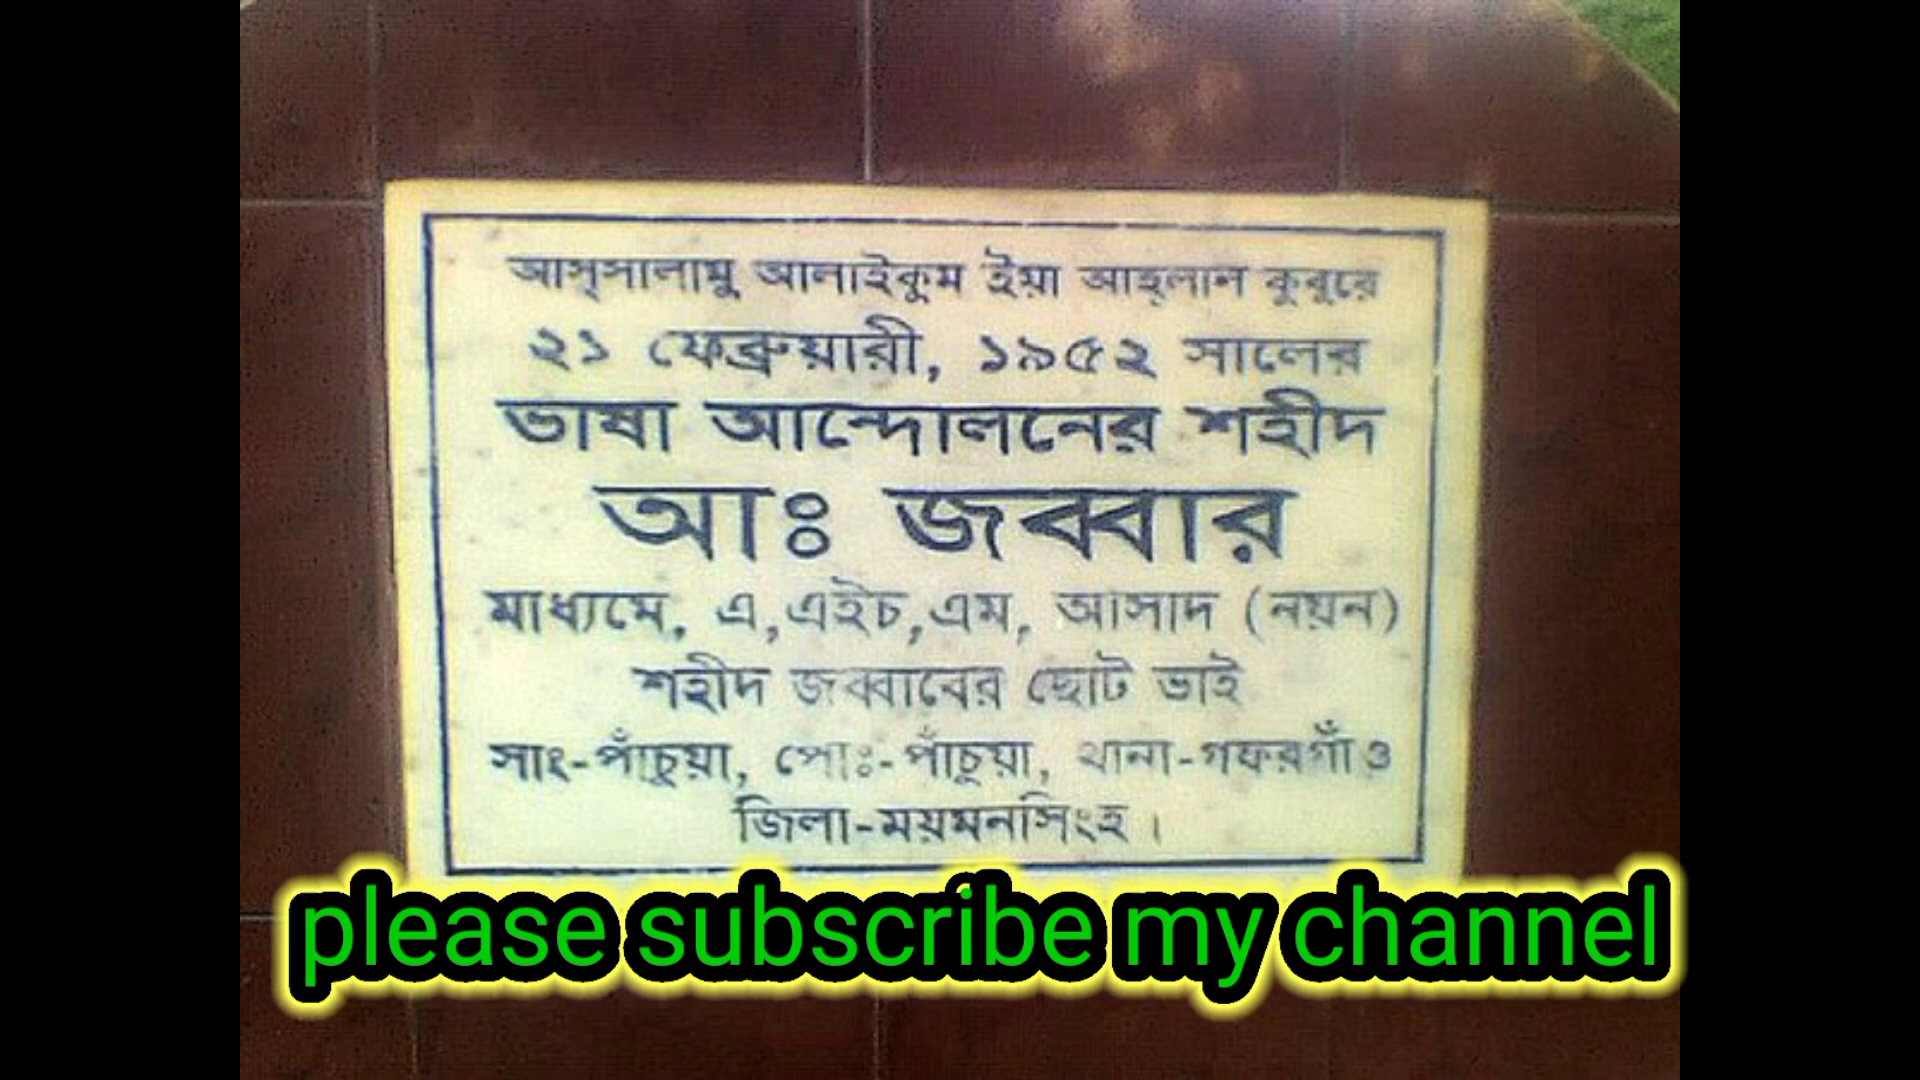 আস্সালামু আলাইকুম ইয়া আহ্লাল কুবুরে
২১ ফেব্রুয়ারী, ১৯৫২ সালের
ভাষা আন্দোলনের শহীদ
আঃ জব্বার
মাধ্যমে, এ,এইচ,এম, আসাদ (নয়ন)
শহীদ জব্বাবের ছোট ভাই
সাং-পাঁচুয়া, পোঃ-পাঁচুয়া, থানা-গফরগাঁও
জিলা-ময়মনসিংহ।
please subscribe my channel